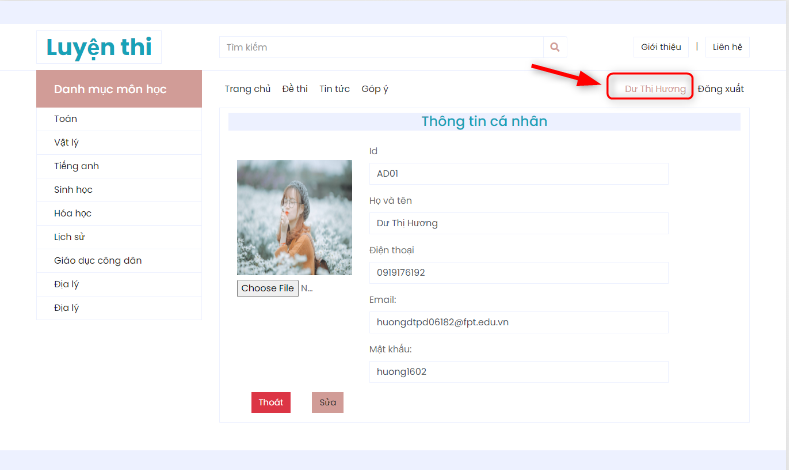 Luyện thi
Tìm kiếm
Giới thiệu | Liên hệ
Danh mục môn học
Trang chủ Đề thi Tin tức Góp ý Dư Thị Hương Đăng xuất
Toán
Vật lý
Tiếng anh
Sinh học
Hóa học
Lịch sử
Giáo dục công dân
Địa lý
Địa lý
Thông tin cá nhân
Choose File N...
Id
AD01
Họ và tên
Dư Thị Hương
Điện thoại
0919176192
Email:
huongdtpd06182@fpt.edu.vn
Mật khẩu:
huong1602
Thoát Sửa